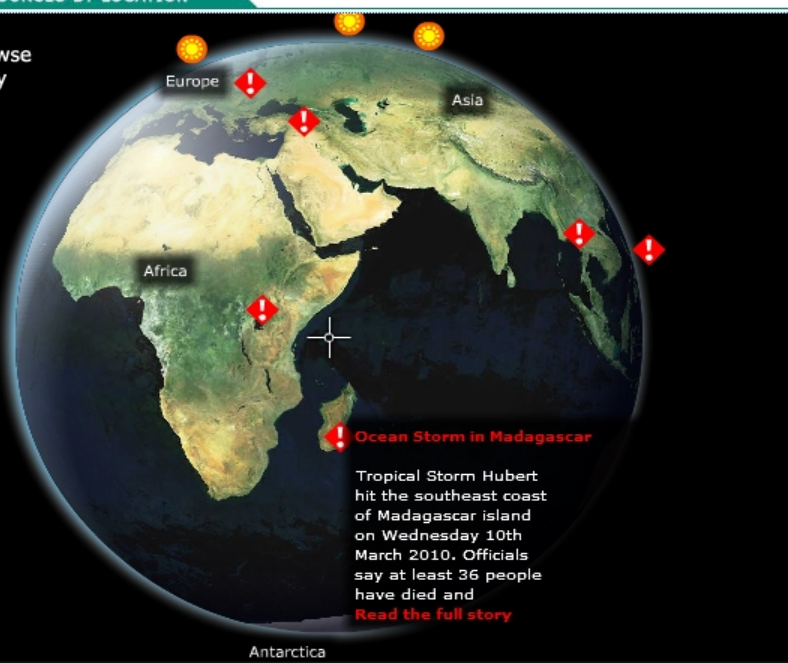 wse
y
Europe
Asia
Africa
Ocean Storm in Madagascar
Tropical Storm Hubert
hit the southeast coast
of Madagascar island
on Wednesday 10th
March 2010. Officials
say at least 36 people
have died and
Read the full story
Antarctica